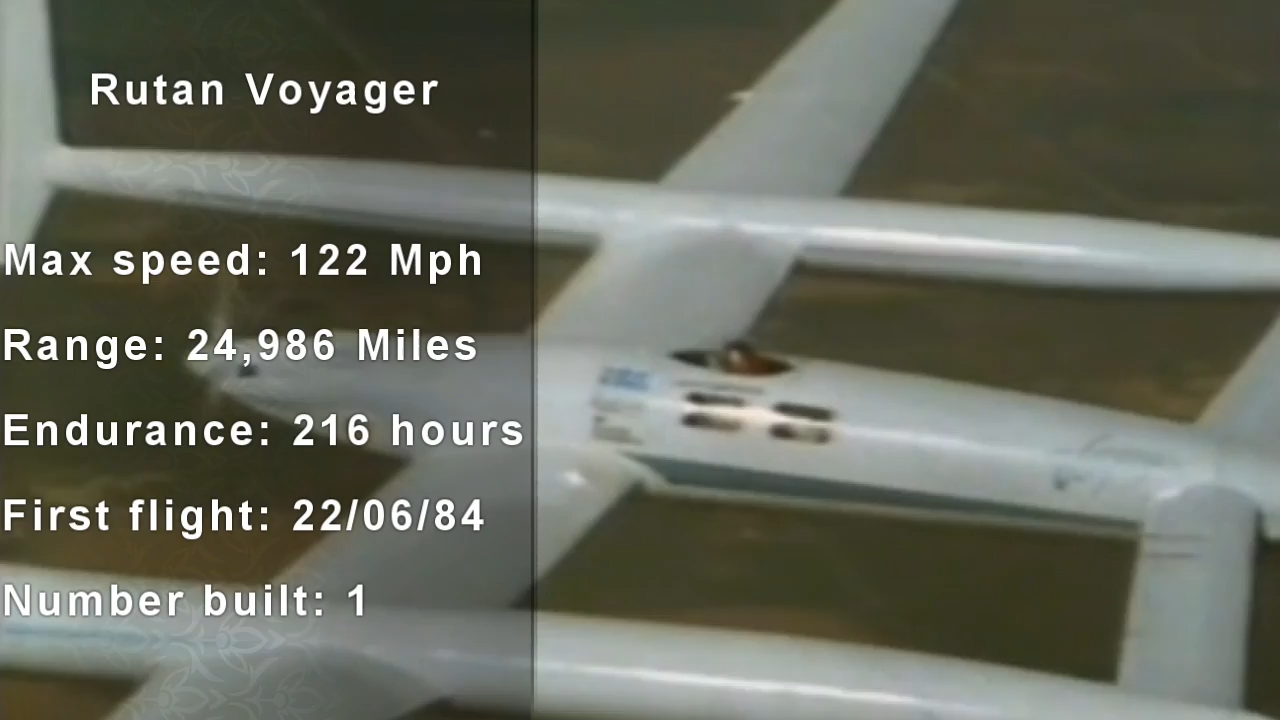 Rutan Voyager
Max speed: 122 Mph
Range: 24,986 Miles
Endurance: 216 hours
First flight: 22/06/84
Number built: 1